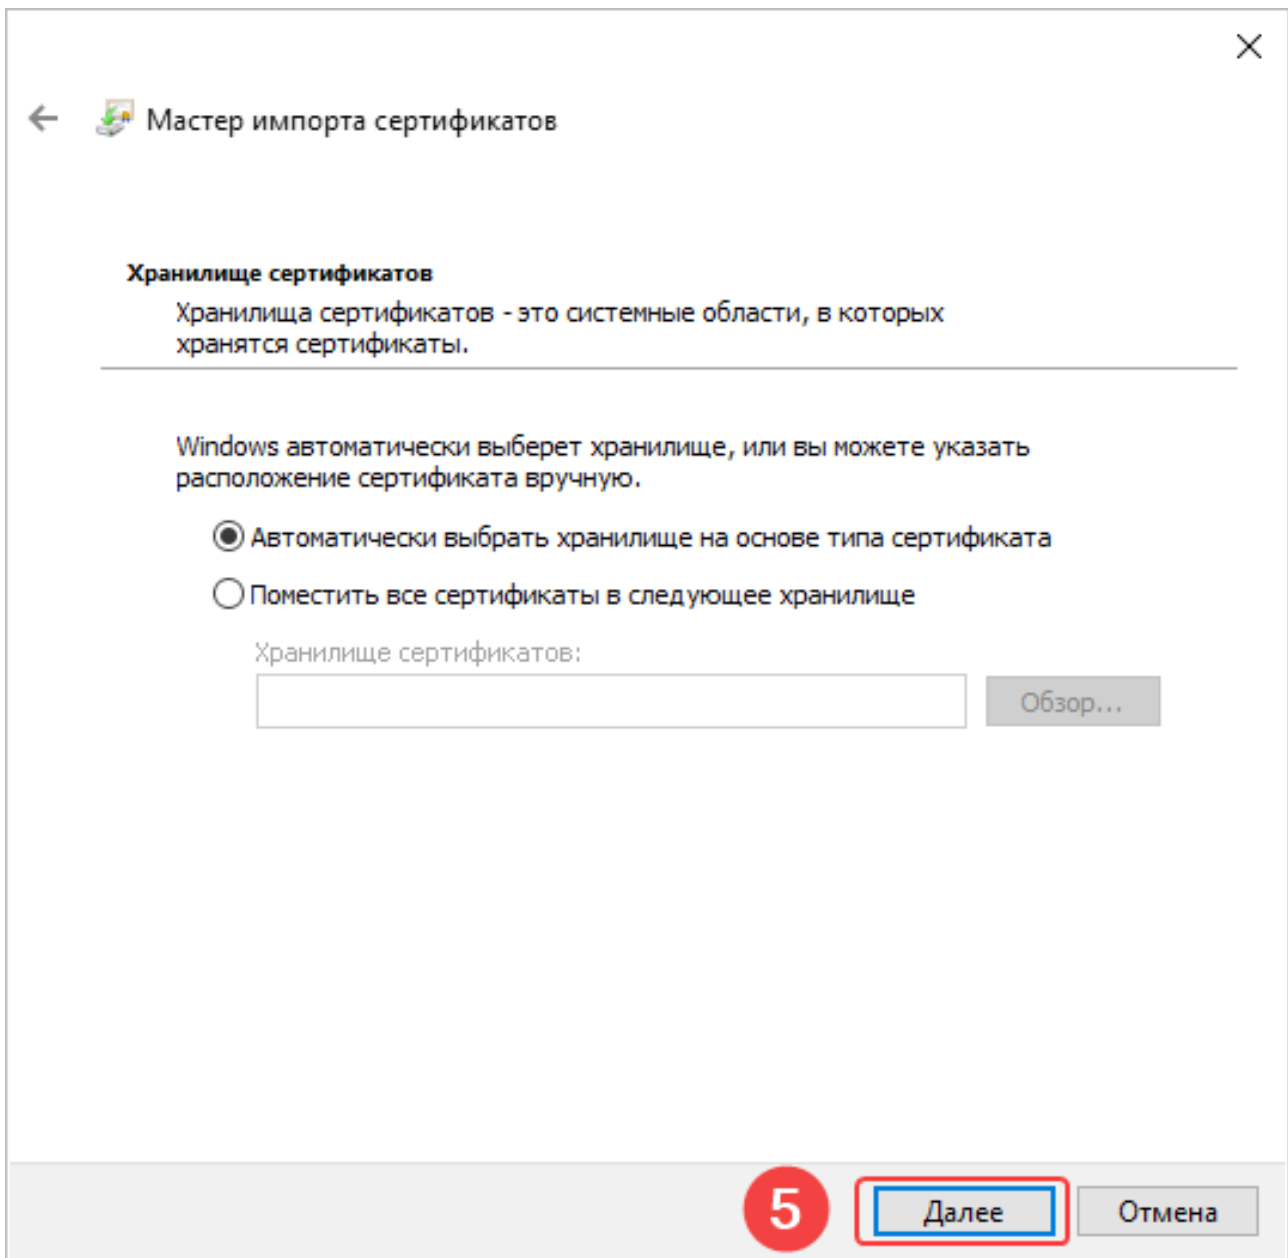 Мастер импорта сертификатов
Хранилище сертификатов
Хранилища сертификатов - это системные области, в которых
хранятся сертификаты.
Windows автоматически выберет хранилище, или вы можете указать
расположение сертификата вручную.
Автоматически выбрать хранилище на основе типа сертификата
Поместить все сертификаты в следующее хранилище
Хранилище сертификатов:
Обзор...
5 Далее Отмена